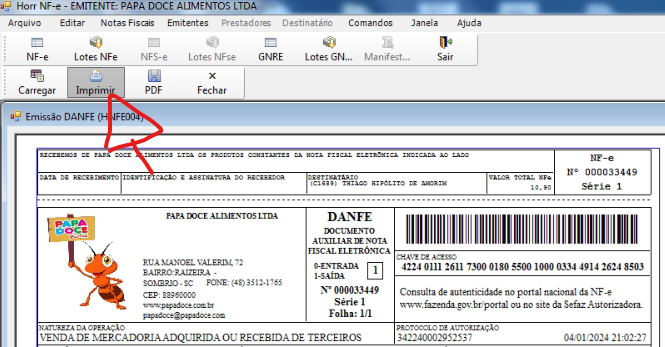 Horr NF-e - EMITENTE: PAPA DOCE ALIMENTOS LTDA
Arquivo Editar Notas Fiscais Emitentes Prestadores Destinatário Comandos Janela Ajuda
NF-e Lotes NFe NFS-e Lotes NFse GNRE Lotes GN... Manifest... Sair
Carregar Imprimir PDF Fechar
Emissão DANFE (HNFE004)
RECEBEMOS DE PAPA DOCE ALIMENTOS LTDA OS PRODUTOS CONSTANTES DA NOTA FISCAL ELETRÔNICA INDICADA AO LADO
NF-e
Nº 000033449
Série 1
DATA DE RECEBIMENTO IDENTIFICAÇÃO E ASSINATURA DO RECEBEDOR DESTINATÁRIO VALOR TOTAL NFe
(C1689) THIAGO HIPÓLITO DE AMORIM 10,90
PAPA DOCE
PAPA DOCE ALIMENTOS LTDA
RUA MANOEL VALERIM, 72
BAIRRO:RAIZEIRA -
SOMBRIO - SC FONE: (48) 3512-1765
CEP: 88960000
www.papadoce.com.br
papadoce@papadoce.com
DANFE
DOCUMENTO
AUXILIAR DE NOTA
FISCAL ELETRÔNICA
0-ENTRADA
1-SAÍDA 1
Nº 000033449
Série 1
Folha: 1/1
CHAVE DE ACESSO
4224 0111 2611 7300 0180 5500 1000 0334 4914 2624 8503
Consulta de autenticidade no portal nacional da NF-e
www.fazenda.gov.br/portal ou no site da Sefaz Autorizadora.
NATUREZA DA OPERAÇÃO PROTOCOLO DE AUTORIZAÇÃO
VENDA DE MERCADORIA ADQUIRIDA OU RECEBIDA DE TERCEIROS 342240002952537 04/01/2024 21:02:27